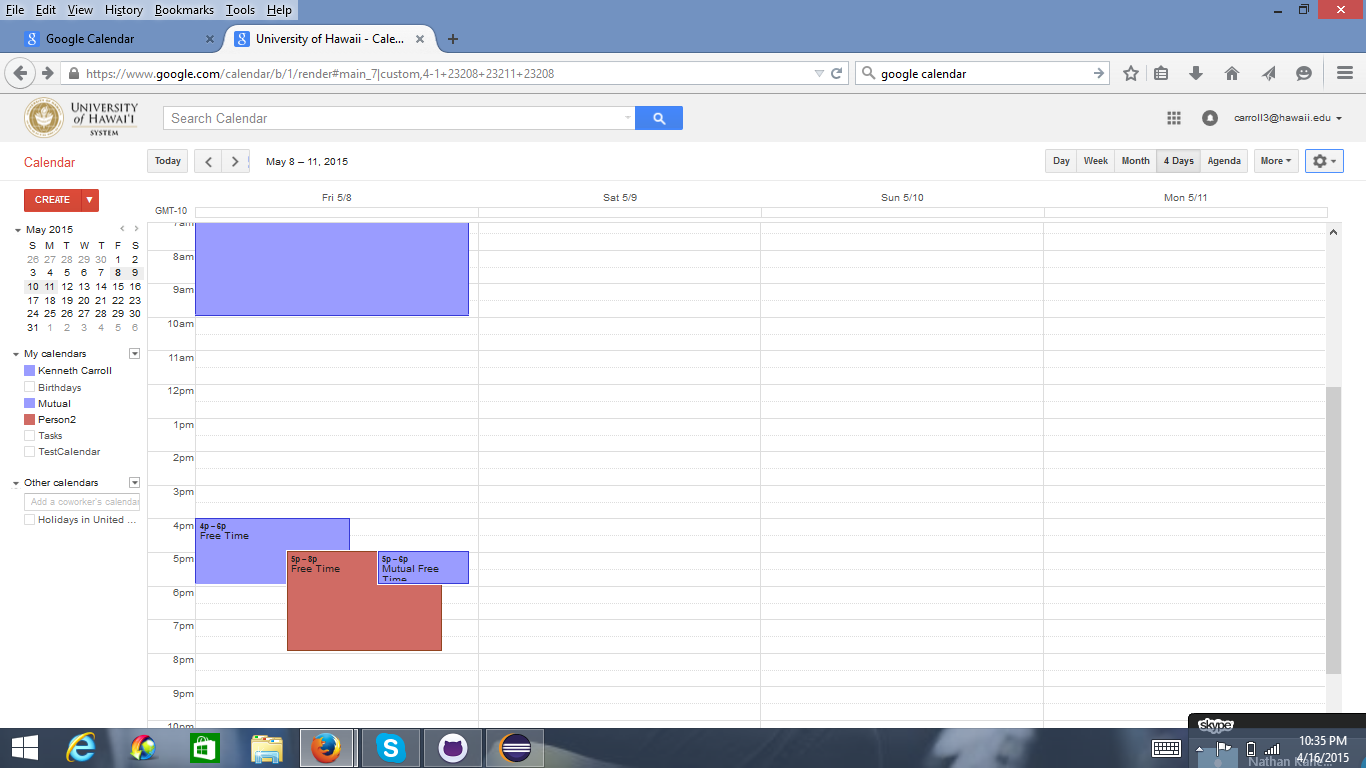 File Edit View History Bookmarks Tools Help
Google Calendar
University of Hawaii - Cale...
https://www.google.com/calendar/b/1/render#main_7|custom,4-1+23208+23211+23208
google calendar
UNIVERSITY
of HAWAI'I
SYSTEM
Search Calendar
carroll3@hawaii.edu
Calendar
Today
May 8 – 11, 2015
Day Week Month 4 Days Agenda
More
CREATE
May 2015
S M T W T F S
26 27 28 29 30 1 2
3 4 5 6 7 8 9
10 11 12 13 14 15 16
17 18 19 20 21 22 23
24 25 26 27 28 29 30
31 1 2 3 4 5 6
My calendars
Kenneth Carroll
Birthdays
Mutual
Person2
Tasks
TestCalendar
Other calendars
Add a coworker's calendar
Holidays in United ...
Fri 5/8 Sat 5/9 Sun 5/10 Mon 5/11
GMT-10
7am
8am
9am
10am
11am
12pm
1pm
2pm
3pm
4pm
5pm
6pm
7pm
8pm
9pm
10pm
4p – 6p
Free Time
5p – 8p
Free Time
5p – 6p
Mutual Free
Time
skype
10:35 PM
4/16/2015